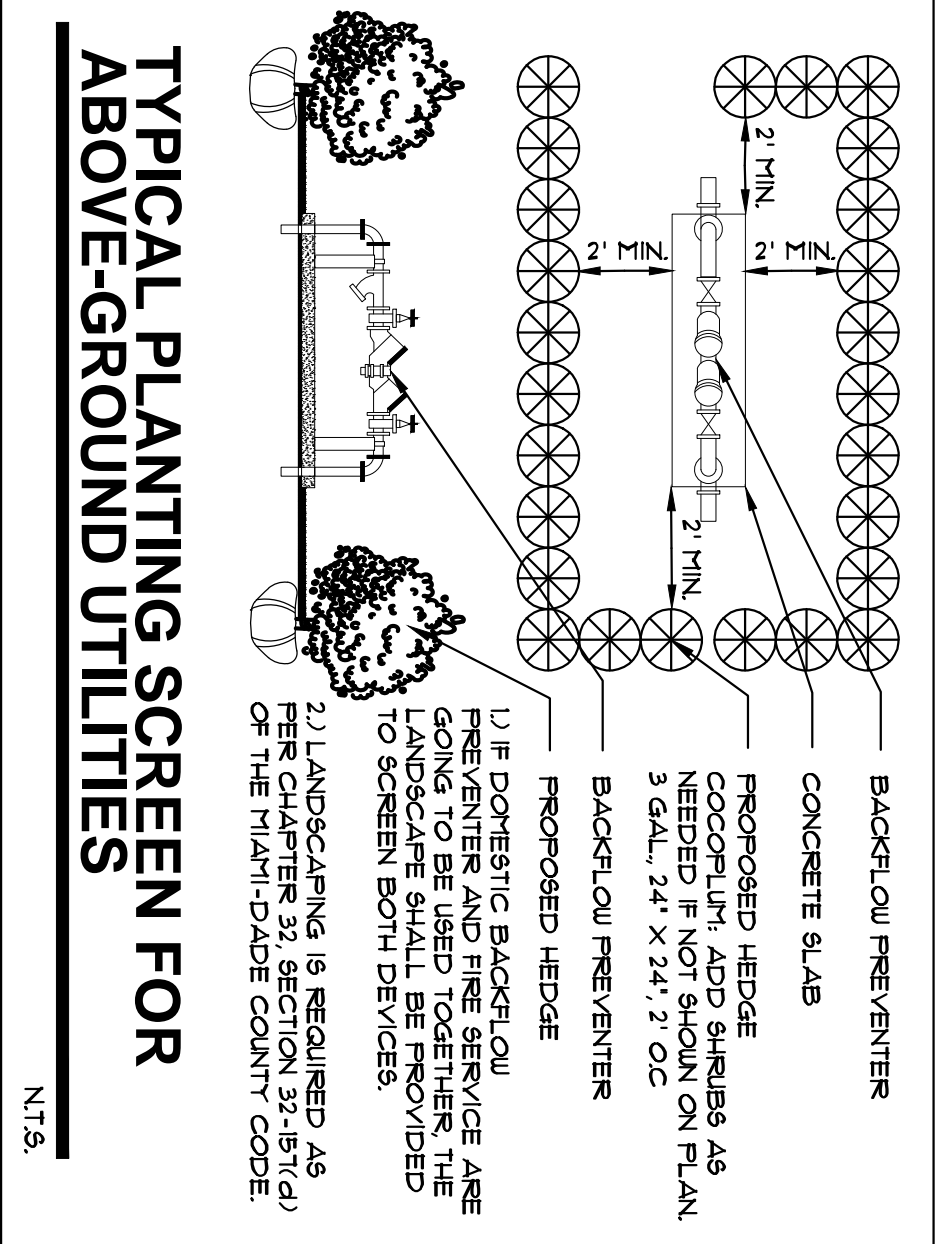 2' MIN.
2' MIN.
2' MIN.
2' MIN.
BACKFLOW PREVENTER
CONCRETE SLAB
PROPOSED HEDGE
COCOPLUM: ADD SHRUBS AS
NEEDED IF NOT SHOWN ON PLAN.
3 GAL., 24" X 24", 2' O.C
BACKFLOW PREVENTER
PROPOSED HEDGE
1.) IF DOMESTIC BACKFLOW
PREVENTER AND FIRE SERVICE ARE
GOING TO BE USED TOGETHER, THE
LANDSCAPE SHALL BE PROVIDED
TO SCREEN BOTH DEVICES.
2.) LANDSCAPING IS REQUIRED AS
PER CHAPTER 32, SECTION 32-157(d)
OF THE MIAMI-DADE COUNTY CODE.
TYPICAL PLANTING SCREEN FOR
ABOVE-GROUND UTILITIES
N.T.S.